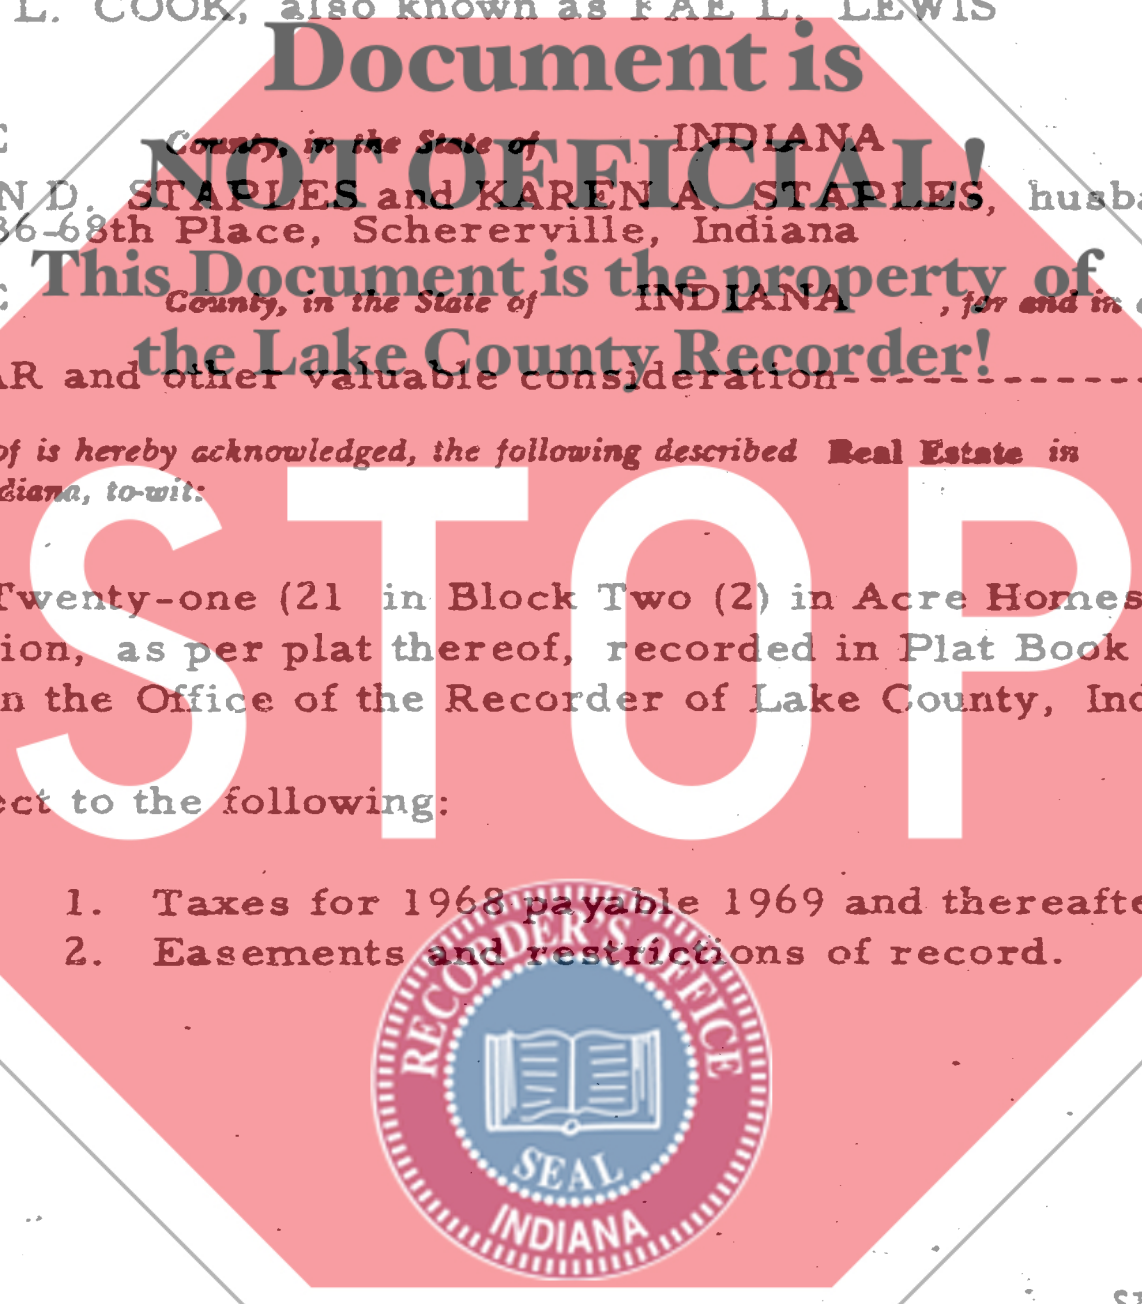 L. COOK, also known as FAE L. LEWIS
Document is
County, in the State of INDIANA
NOT OFFICIAL!
N D. STAPLES and KAREN A. STAPLES, husba
36-68th Place, Schererville, Indiana
This Document is the property of
County, in the State of INDIANA , for and in
the Lake County Recorder!
AR and other valuable consideration-------------
of is hereby acknowledged, the following described Real Estate in
diana, to-wit:
STOP
Twenty-one (21 in Block Two (2) in Acre Homes
ion, as per plat thereof, recorded in Plat Book
n the Office of the Recorder of Lake County, Ind
ect to the following:
1. Taxes for 1968 payable 1969 and thereafte
2. Easements and restrictions of record.
RECORDER'S OFFICE
SEAL
INDIANA